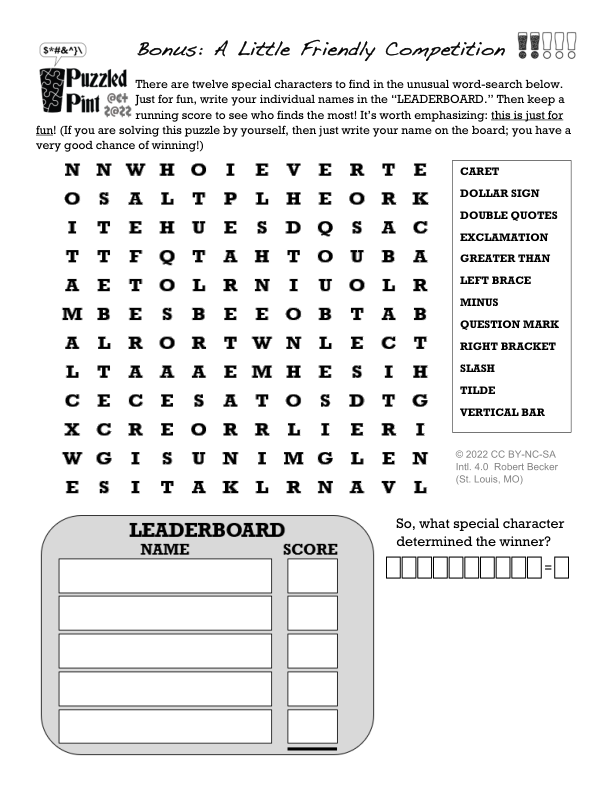 $*#&^}\
Bonus: A Little Friendly Competition
Puzzled
Pint
@ct
2@22
There are twelve special characters to find in the unusual word-search below.
Just for fun, write your individual names in the “LEADERBOARD.” Then keep a
running score to see who finds the most! It’s worth emphasizing: this is just for
fun! (If you are solving this puzzle by yourself, then just write your name on the board; you have a
very good chance of winning!)
N N W H O I E V E R T E
O S A L T P L H E O R K
I T E H U E S D Q S A C
T T F Q T A H T O U B A
A E T O L R N I U O L R
M B E S B E E O B T A B
A L R O R T W N L E C T
L T A A A E M H E S I H
C E C E S A T O S D T G
X C R E O R R L I E R I
W G I S U N I M G L E N
E S I T A K L R N A V L
CARET
DOLLAR SIGN
DOUBLE QUOTES
EXCLAMATION
GREATER THAN
LEFT BRACE
MINUS
QUESTION MARK
RIGHT BRACKET
SLASH
TILDE
VERTICAL BAR
© 2022 CC BY-NC-SA
Intl. 4.0 Robert Becker
(St. Louis, MO)
LEADERBOARD
NAME SCORE
So, what special character
determined the winner?
=